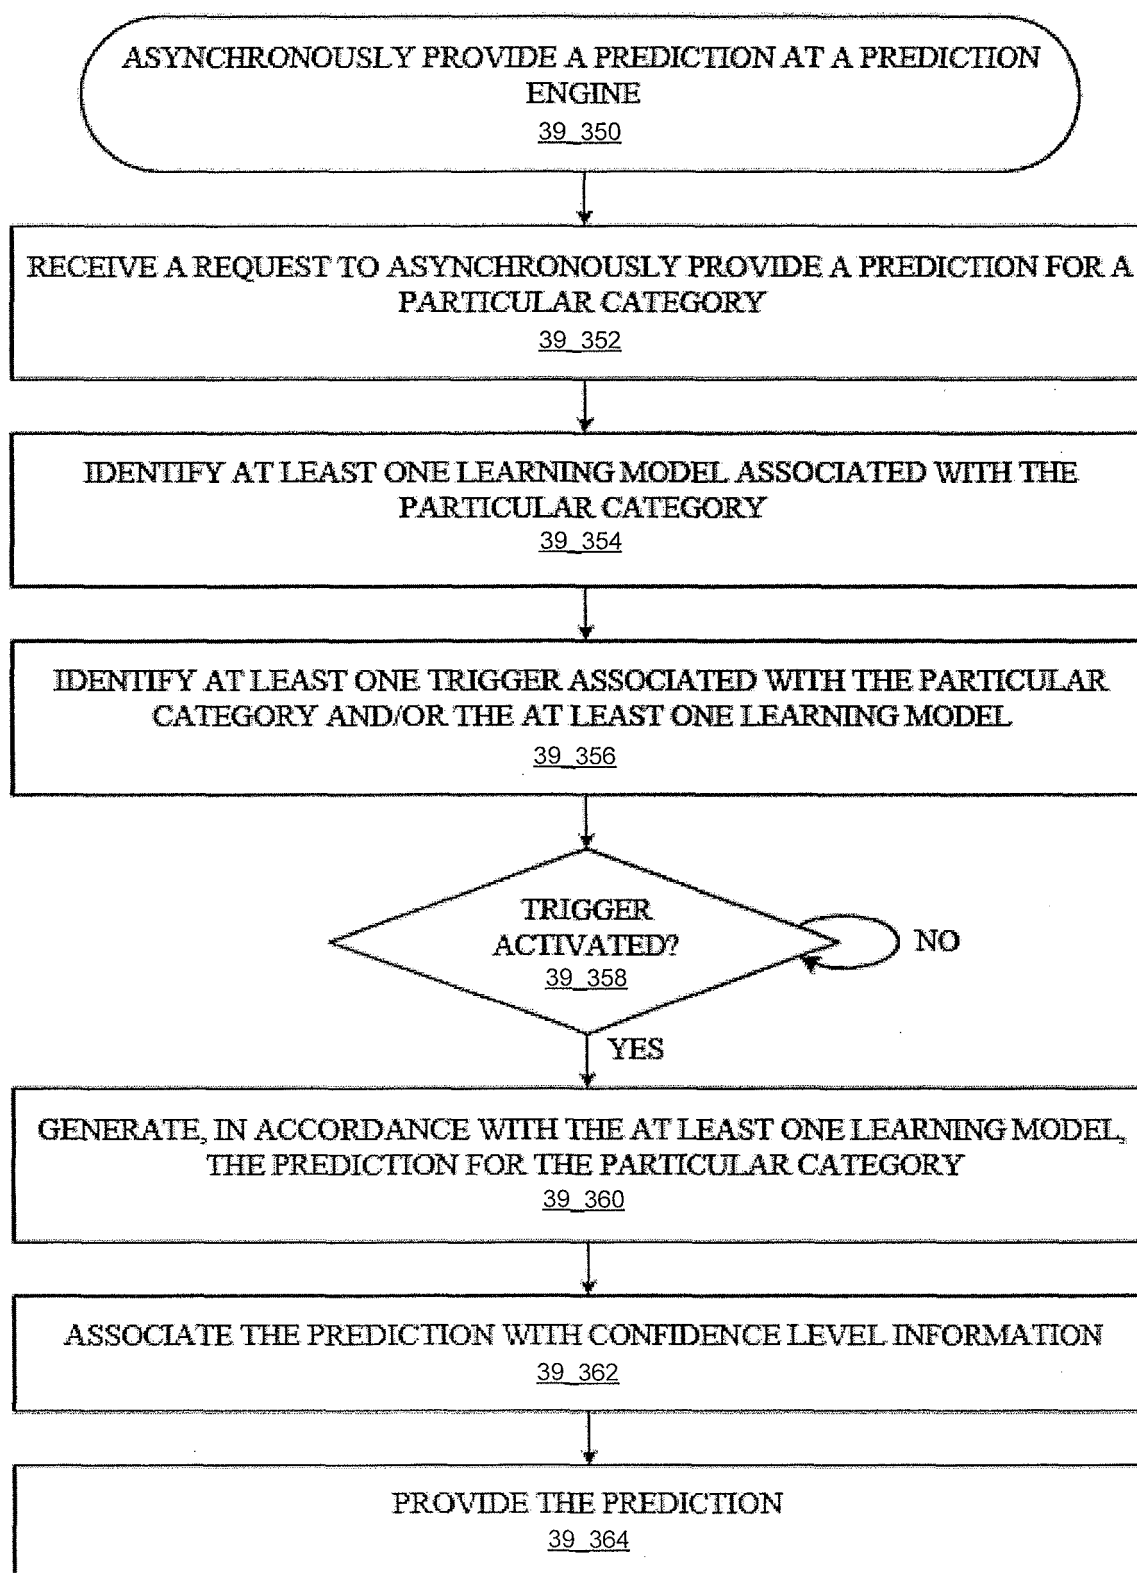 ASYNCHRONOUSLY PROVIDE A PREDICTION AT A PREDICTION
ENGINE
39_350
RECEIVE A REQUEST TO ASYNCHRONOUSLY PROVIDE A PREDICTION FOR A
PARTICULAR CATEGORY
39_352
IDENTIFY AT LEAST ONE LEARNING MODEL ASSOCIATED WITH THE
PARTICULAR CATEGORY
39_354
IDENTIFY AT LEAST ONE TRIGGER ASSOCIATED WITH THE PARTICULAR
CATEGORY AND/OR THE AT LEAST ONE LEARNING MODEL
39_356
TRIGGER
ACTIVATED?
39_358
NO
YES
GENERATE, IN ACCORDANCE WITH THE AT LEAST ONE LEARNING MODEL,
THE PREDICTION FOR THE PARTICULAR CATEGORY
39_360
ASSOCIATE THE PREDICTION WITH CONFIDENCE LEVEL INFORMATION
39_362
PROVIDE THE PREDICTION
39_364